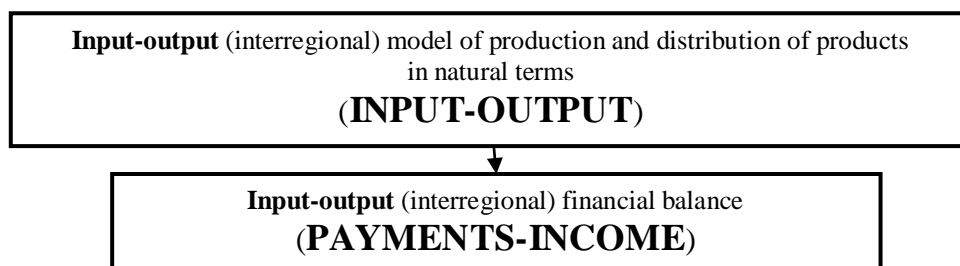 Input-output (interregional) model of production and distribution of products
in natural terms
(INPUT-OUTPUT)
Input-output (interregional) financial balance
(PAYMENTS-INCOME)